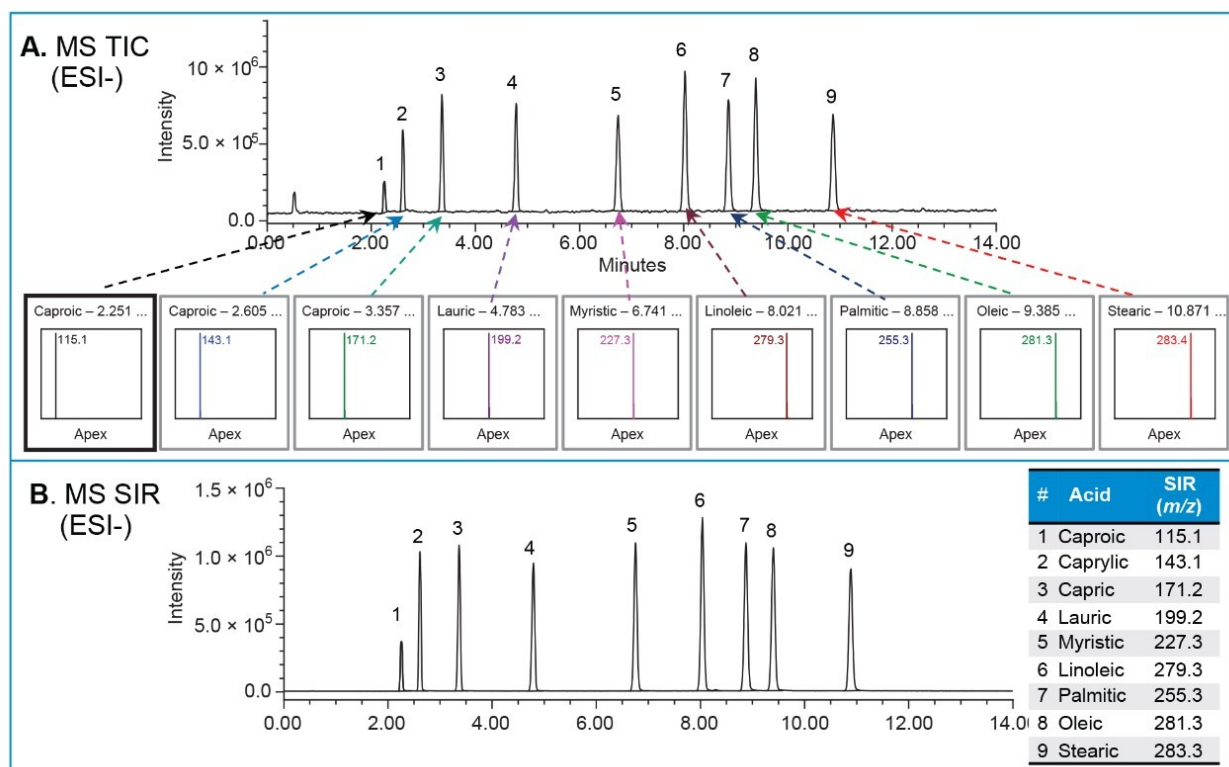 A. MS TIC
(ESI-)
Intensity
10 × 10⁶
5.0 × 10⁵
0.0
1
2
3
4
5
6
7
8
9
0.00 2.00 4.00 6.00 8.00 10.00 12.00 14.00
Minutes
Caproic – 2.251 ... Caproic – 2.605 ... Caproic – 3.357 ... Lauric – 4.783 ... Myristic – 6.741 ... Linoleic – 8.021 ... Palmitic – 8.858 ... Oleic – 9.385 ... Stearic – 10.871 ...
115.1 143.1 171.2 199.2 227.3 279.3 255.3 281.3 283.4
Apex Apex Apex Apex Apex Apex Apex Apex Apex
B. MS SIR
(ESI-)
Intensity
1.5 × 10⁶
1.0 × 10⁶
5.0 × 10⁵
0.0
1
2
3
4
5
6
7
8
9
0.00 2.00 4.00 6.00 8.00 10.00 12.00 14.0
# Acid SIR (m/z)
1 Caproic 115.1
2 Caprylic 143.1
3 Capric 171.2
4 Lauric 199.2
5 Myristic 227.3
6 Linoleic 279.3
7 Palmitic 255.3
8 Oleic 281.3
9 Stearic 283.3